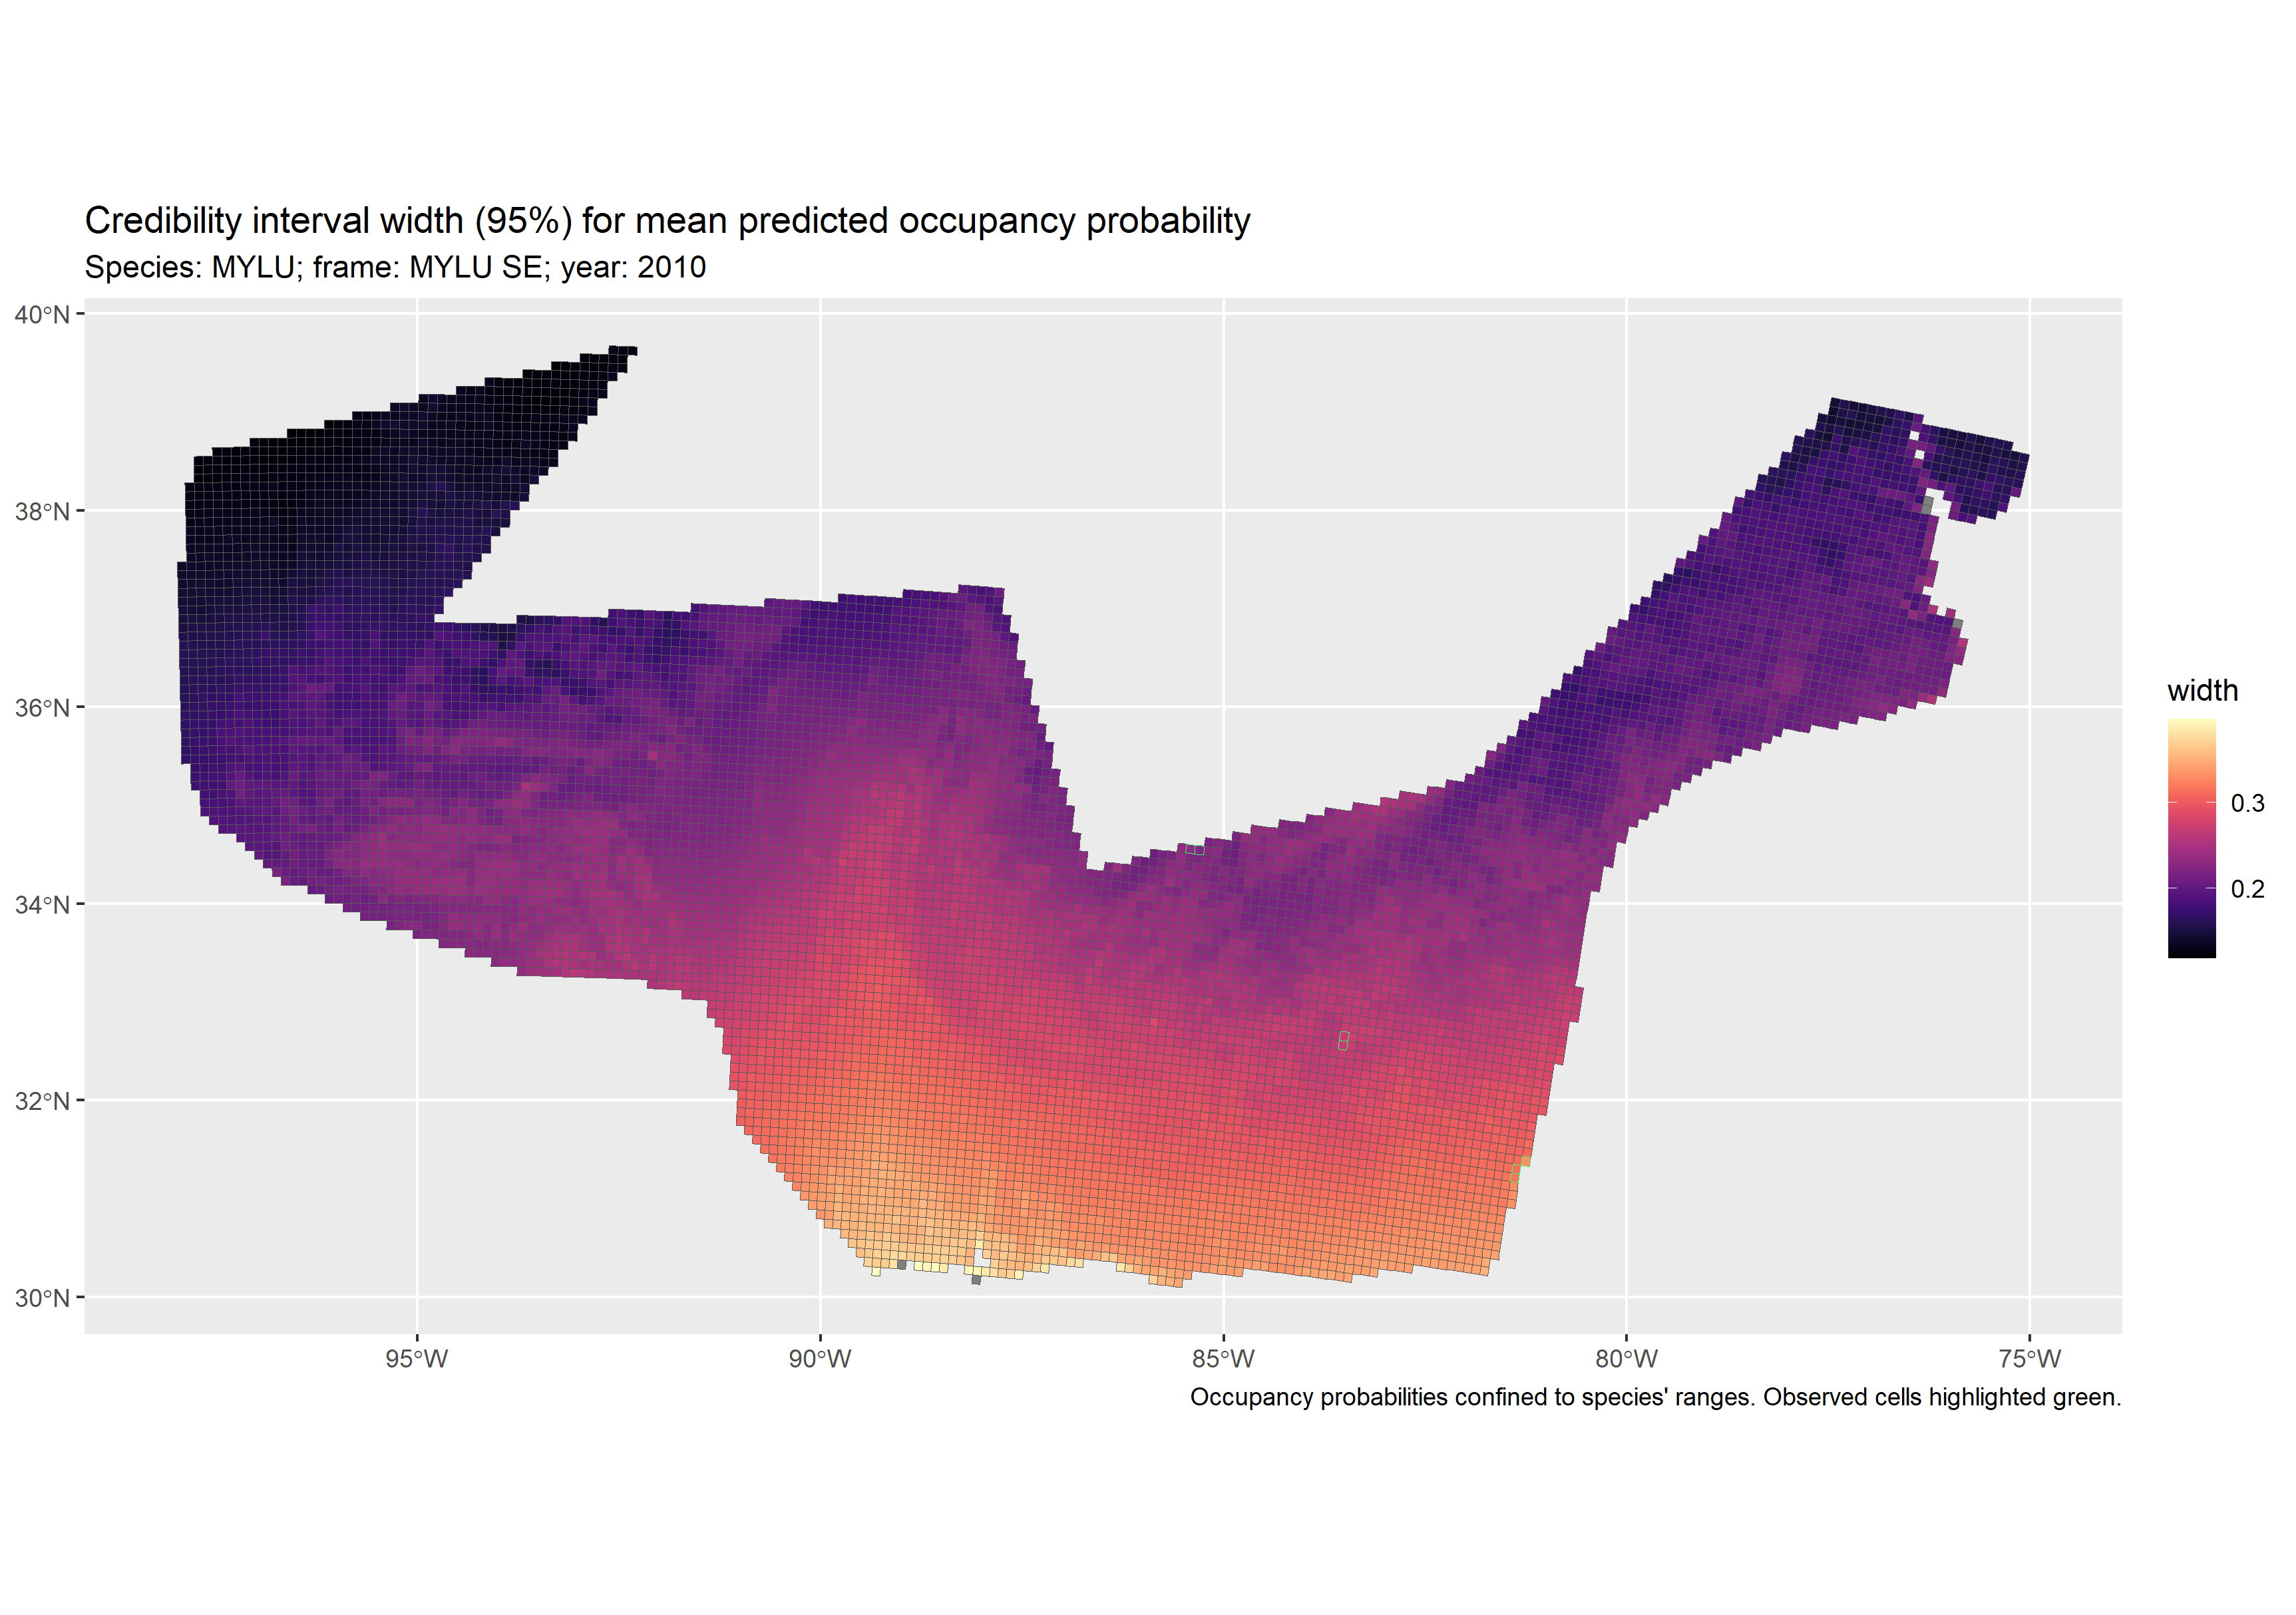 Credibility interval width (95%) for mean predicted occupancy probability
Species: MYLU; frame: MYLU SE; year: 2010
40°N
38°N
36°N
34°N
32°N
30°N
95°W
90°W
85°W
80°W
75°W
width
0.3
0.2
Occupancy probabilities confined to species' ranges. Observed cells highlighted green.